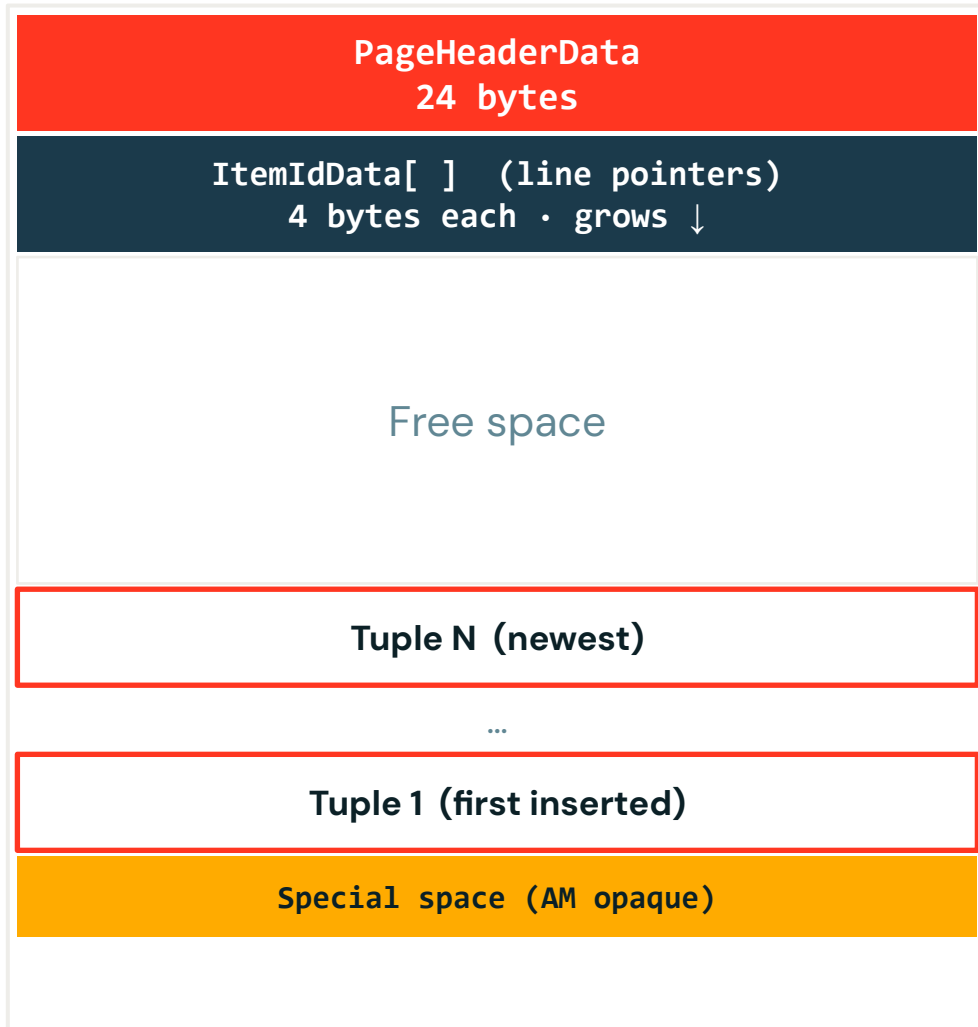 PageHeaderData
24 bytes
ItemIdData[ ] (line pointers)
4 bytes each · grows ↓
Free space
Tuple N (newest)
…
Tuple 1 (first inserted)
Special space (AM opaque)